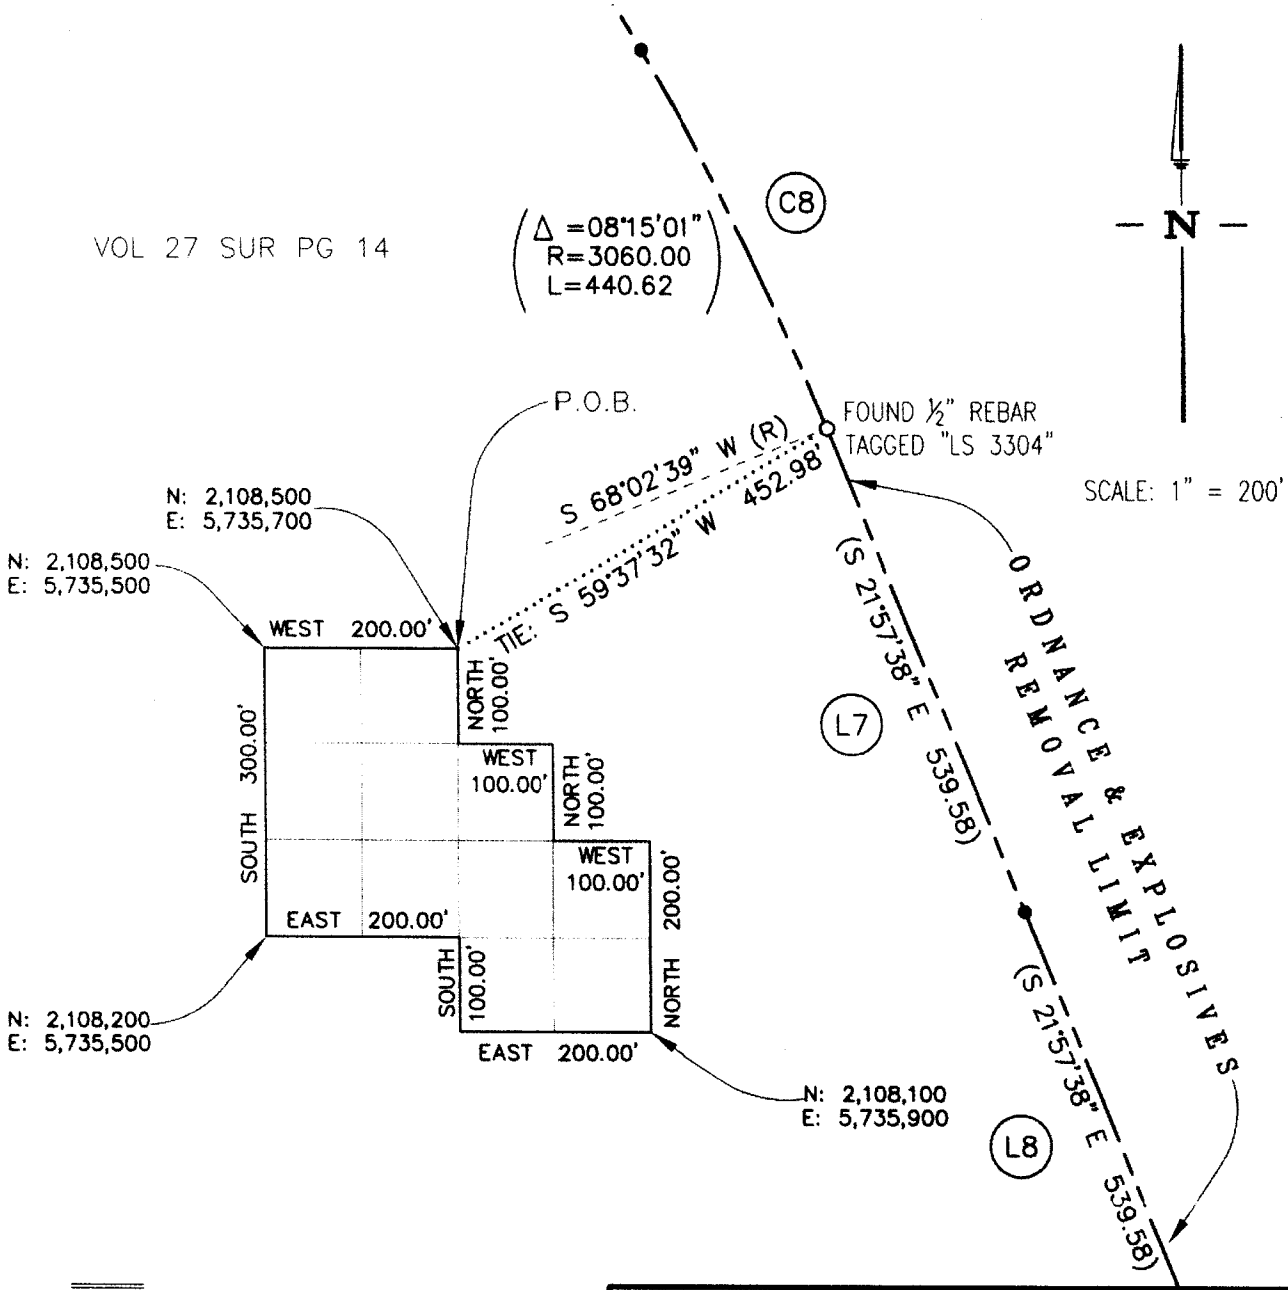 VOL 27 SUR PG 14
Δ =08°15'01"
R=3060.00
L=440.62
C8
N
P.O.B.
FOUND ½" REBAR
TAGGED "LS 3304"
SCALE: 1" = 200'
S 68°02'39" W (R)
TIE: S 59°37'32" W 452.98'
N: 2,108,500
E: 5,735,700
N: 2,108,500
E: 5,735,500
WEST 200.00'
NORTH
100.00'
WEST
100.00'
NORTH
100.00'
WEST
100.00'
SOUTH 300.00'
EAST 200.00'
SOUTH
100.00'
NORTH 200.00'
EAST 200.00'
N: 2,108,200
E: 5,735,500
N: 2,108,100
E: 5,735,900
(S 21°57'38" E 539.58)
L7
ORDNANCE & EXPLOSIVES
REMOVAL LIMIT
(S 21°57'38" E 539.58)
L8